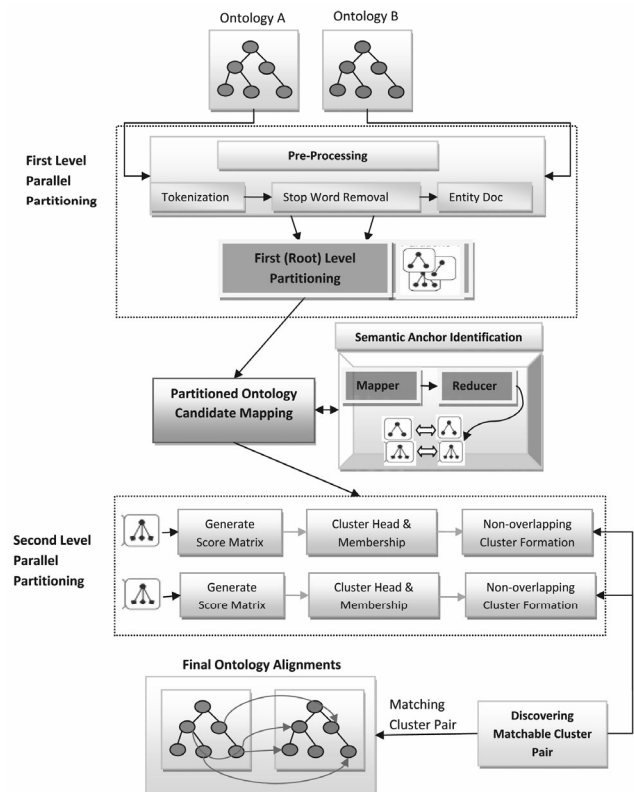 Ontology A
Ontology B
First Level
Parallel
Partitioning
Pre-Processing
Tokenization
Stop Word Removal
Entity Doc
First (Root) Level
Partitioning
Semantic Anchor Identification
Mapper
Reducer
Partitioned Ontology
Candidate Mapping
Second Level
Parallel
Partitioning
Generate
Score Matrix
Cluster Head &
Membership
Non-overlapping
Cluster Formation
Generate
Score Matrix
Cluster Head &
Membership
Non-overlapping
Cluster Formation
Final Ontology Alignments
Matching
Cluster Pair
Discovering
Matchable Cluster
Pair